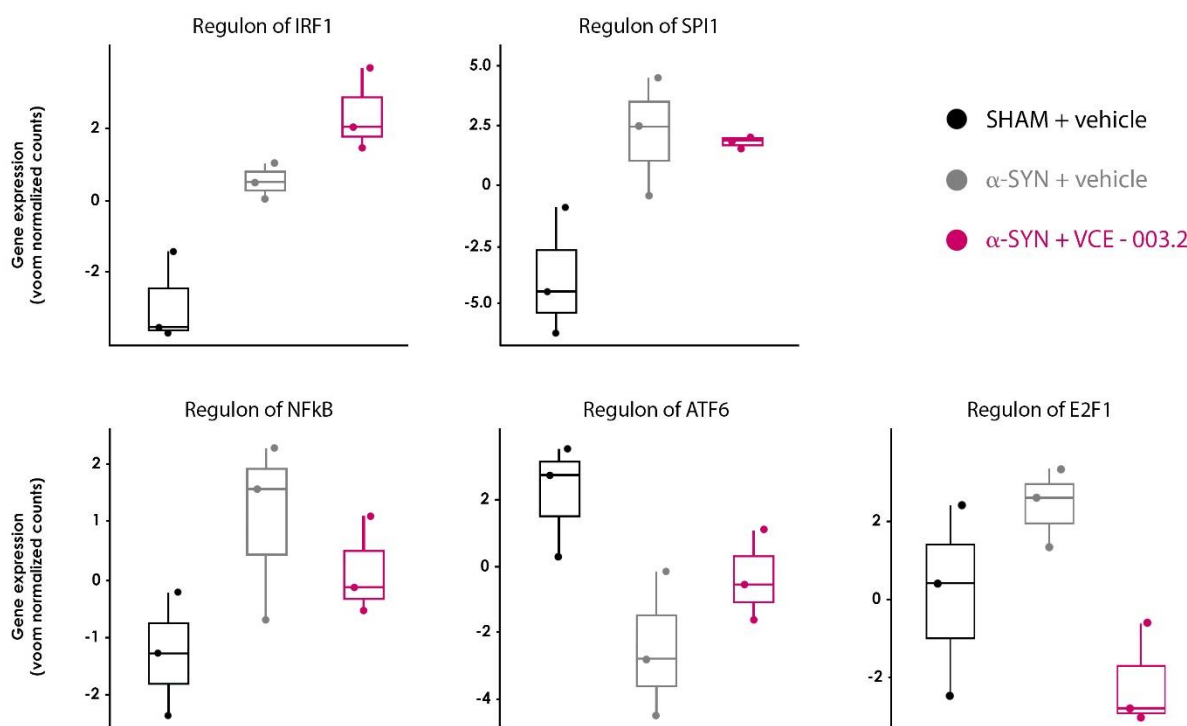 Regulon of IRF1
Regulon of SPI1
Gene expression
(voom normalized counts)
2
0
-2
5.0
2.5
0
-2.5
-5.0
SHAM + vehicle
α-SYN + vehicle
α-SYN + VCE - 003.2
Regulon of NFkB
Regulon of ATF6
Regulon of E2F1
Gene expression
(voom normalized counts)
2
1
0
-1
-2
2
0
-2
-4
2
0
-2